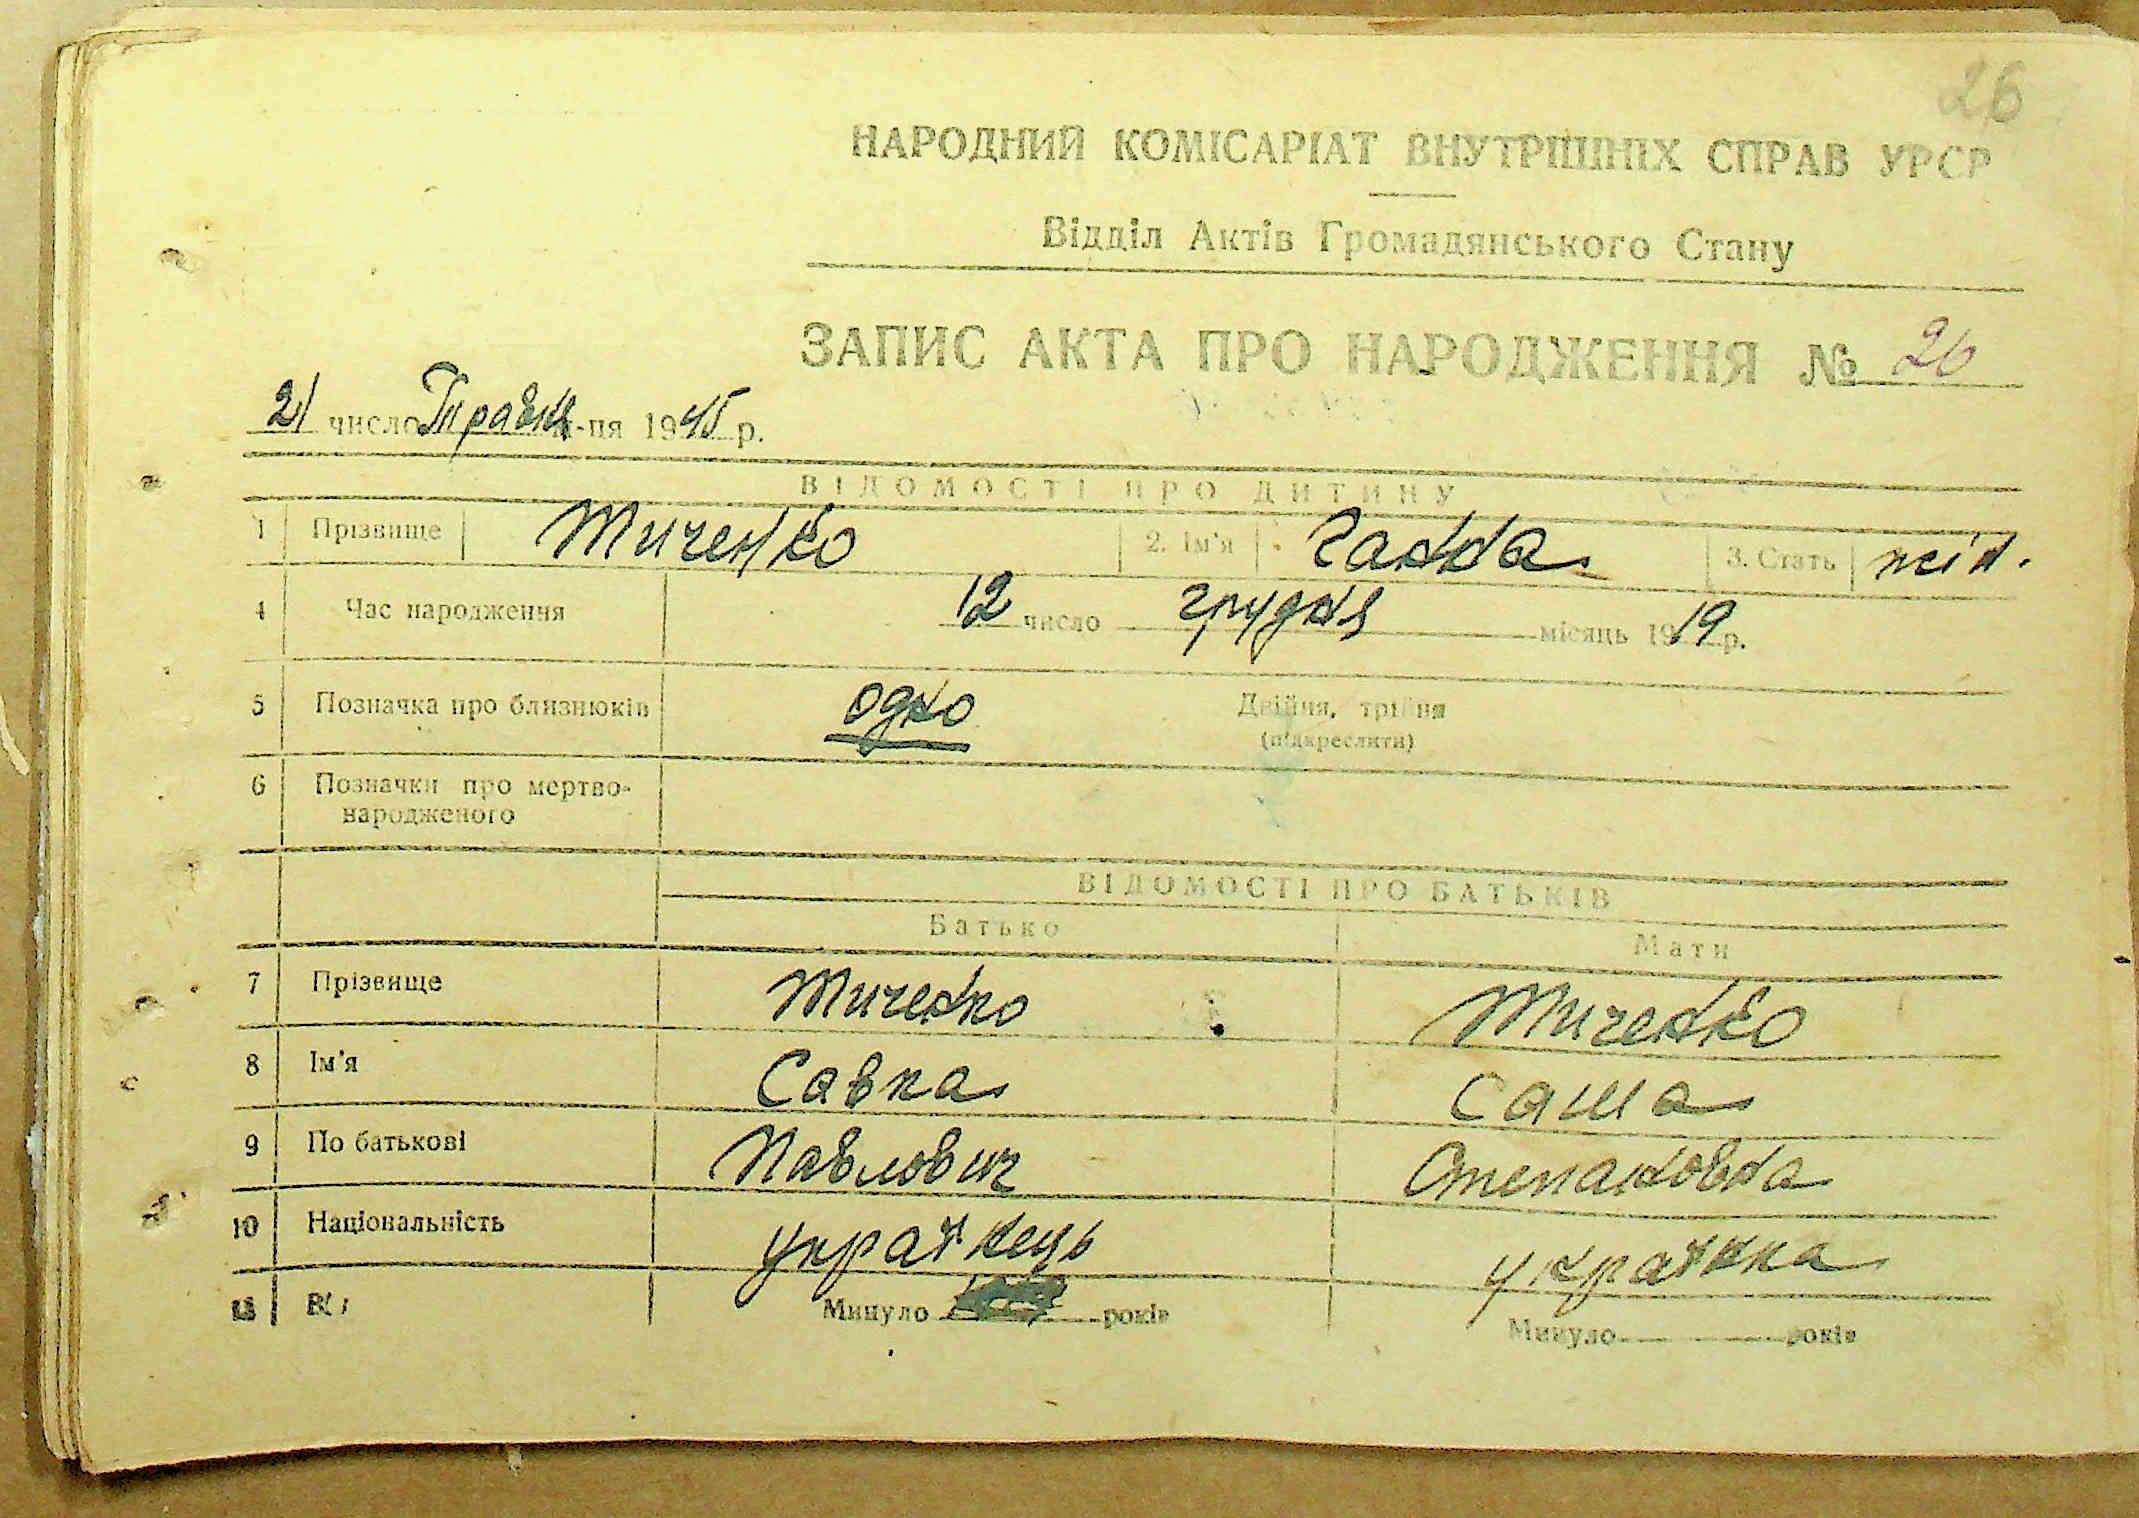 26
НАРОДНИЙ КОМІСАРІАТ ВНУТРІШНІХ СПРАВ УРСР
Відділ Актів Громадянського Стану
ЗАПИС АКТА ПРО НАРОДЖЕННЯ № 26
21 число Травня м-ця 1945 р.
ВІДОМОСТІ ПРО ДИТИНУ
1 Прізвище Тиченко 2. Ім'я Ганна 3. Стать жін.
4 Час народження 12 число грудня місяць 1919 р.
5 Позначка про близнюків одно Двійня, трійня
(підкреслити)
6 Позначки про мертво-
народженого
ВІДОМОСТІ ПРО БАТЬКІВ
Батько Мати
7 Прізвище Тиченко Тиченко
8 Ім'я Савка Саша
9 По батькові Павлович Степановна
10 Національність українець українка
11 Вік Минуло років Минуло років